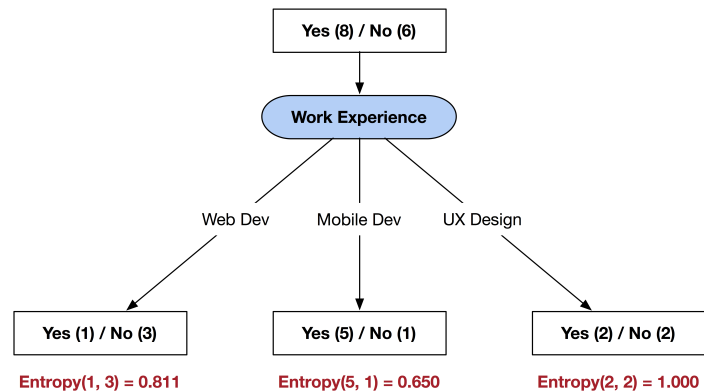 Yes (8) / No (6)
Work Experience
Web Dev
Mobile Dev
UX Design
Yes (1) / No (3)
Yes (5) / No (1)
Yes (2) / No (2)
Entropy(1, 3) = 0.811
Entropy(5, 1) = 0.650
Entropy(2, 2) = 1.000